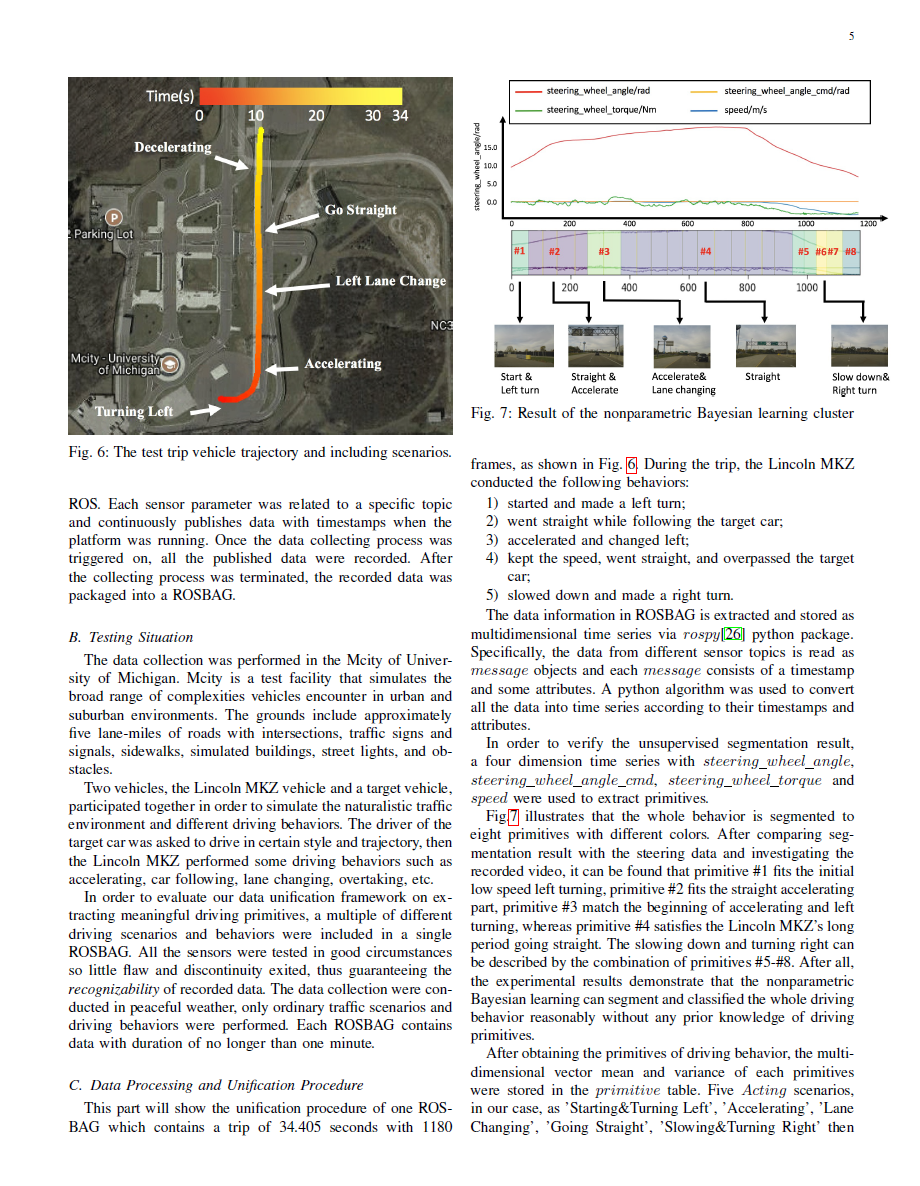 5
Time(s)
0 10 20 30 34
Decelerating
Go Straight
P
Parking Lot
Left Lane Change
NC3
Mcity - University
of Michigan
Accelerating
Turning Left
Fig. 6: The test trip vehicle trajectory and including scenarios.
ROS. Each sensor parameter was related to a specific topic
and continuously publishes data with timestamps when the
platform was running. Once the data collecting process was
triggered on, all the published data were recorded. After
the collecting process was terminated, the recorded data was
packaged into a ROSBAG.
B. Testing Situation
The data collection was performed in the Mcity of Univer-
sity of Michigan. Mcity is a test facility that simulates the
broad range of complexities vehicles encounter in urban and
suburban environments. The grounds include approximately
five lane-miles of roads with intersections, traffic signs and
signals, sidewalks, simulated buildings, street lights, and ob-
stacles.
Two vehicles, the Lincoln MKZ vehicle and a target vehicle,
participated together in order to simulate the naturalistic traffic
environment and different driving behaviors. The driver of the
target car was asked to drive in certain style and trajectory, then
the Lincoln MKZ performed some driving behaviors such as
accelerating, car following, lane changing, overtaking, etc.
In order to evaluate our data unification framework on ex-
tracting meaningful driving primitives, a multiple of different
driving scenarios and behaviors were included in a single
ROSBAG. All the sensors were tested in good circumstances
so little flaw and discontinuity exited, thus guaranteeing the
recognizability of recorded data. The data collection were con-
ducted in peaceful weather, only ordinary traffic scenarios and
driving behaviors were performed. Each ROSBAG contains
data with duration of no longer than one minute.
C. Data Processing and Unification Procedure
This part will show the unification procedure of one ROS-
BAG which contains a trip of 34.405 seconds with 1180
steering_wheel_angle/rad steering_wheel_angle_cmd/rad
steering_wheel_torque/Nm speed/m/s
steering_wheel_angle/rad
15.0
10.0
5.0
0.0
0 200 400 600 800 1000 1200
#1 #2 #3 #4 #5 #6 #7 #8
0 200 400 600 800 1000
Start &
Left turn
Straight &
Accelerate
Accelerate&
Lane changing
Straight
Slow down&
Right turn
Fig. 7: Result of the nonparametric Bayesian learning cluster
frames, as shown in Fig. 6. During the trip, the Lincoln MKZ
conducted the following behaviors:
1) started and made a left turn;
2) went straight while following the target car;
3) accelerated and changed left;
4) kept the speed, went straight, and overpassed the target
car;
5) slowed down and made a right turn.
The data information in ROSBAG is extracted and stored as
multidimensional time series via rospy[26] python package.
Specifically, the data from different sensor topics is read as
message objects and each message consists of a timestamp
and some attributes. A python algorithm was used to convert
all the data into time series according to their timestamps and
attributes.
In order to verify the unsupervised segmentation result,
a four dimension time series with steering_wheel_angle,
steering_wheel_angle_cmd, steering_wheel_torque and
speed were used to extract primitives.
Fig.7 illustrates that the whole behavior is segmented to
eight primitives with different colors. After comparing seg-
mentation result with the steering data and investigating the
recorded video, it can be found that primitive #1 fits the initial
low speed left turning, primitive #2 fits the straight accelerating
part, primitive #3 match the beginning of accelerating and left
turning, whereas primitive #4 satisfies the Lincoln MKZ's long
period going straight. The slowing down and turning right can
be described by the combination of primitives #5-#8. After all,
the experimental results demonstrate that the nonparametric
Bayesian learning can segment and classified the whole driving
behavior reasonably without any prior knowledge of driving
primitives.
After obtaining the primitives of driving behavior, the multi-
dimensional vector mean and variance of each primitives
were stored in the primitive table. Five Acting scenarios,
in our case, as 'Starting&Turning Left', 'Accelerating', 'Lane
Changing', 'Going Straight', 'Slowing&Turning Right' then